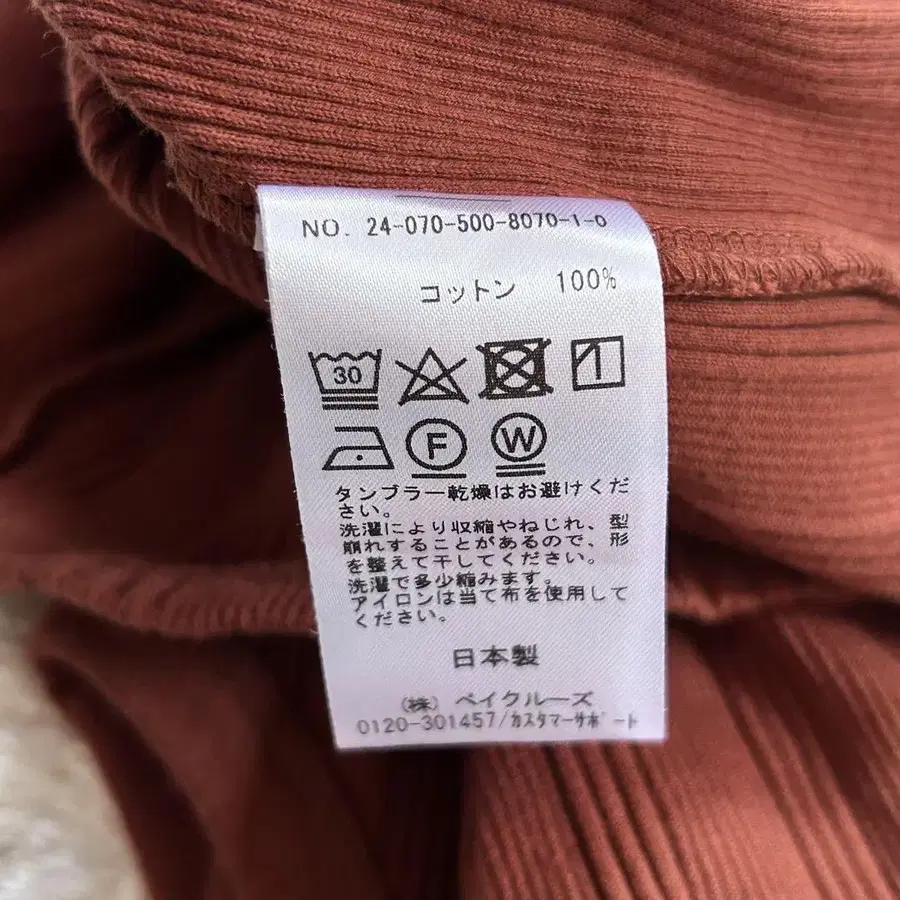 NO. 24-070-500-8070-1-0
コットン 100%
30
F W
タンブラー乾燥はお避けくだ
さい。
洗濯により収縮やねじれ、型
崩れすることがあるので、形
を整えて干してください。
洗濯で多少縮みます。
アイロンは当て布を使用して
ください。
日本製
(株) ベイクルーズ
0120-301457/カスタマーサポート